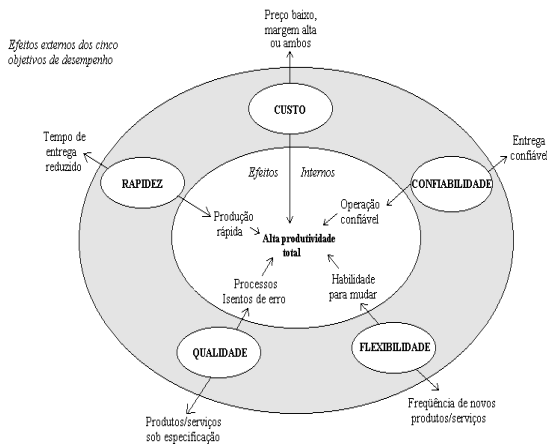 Preço baixo,
margem alta
ou ambos
Efeitos externos dos cinco
objetivos de desempenho
CUSTO
Tempo de
entrega
reduzido
Entrega
confiável
RAPIDEZ
Efeitos Internos
CONFIABILIDADE
Produção
rápida
Operação
confiável
Alta produtividade
total
Processos
Isentos de erro
Habilidade
para mudar
QUALIDADE
FLEXIBILIDADE
Produtos/serviços
sob especificação
Freqüência de novos
produtos/serviços